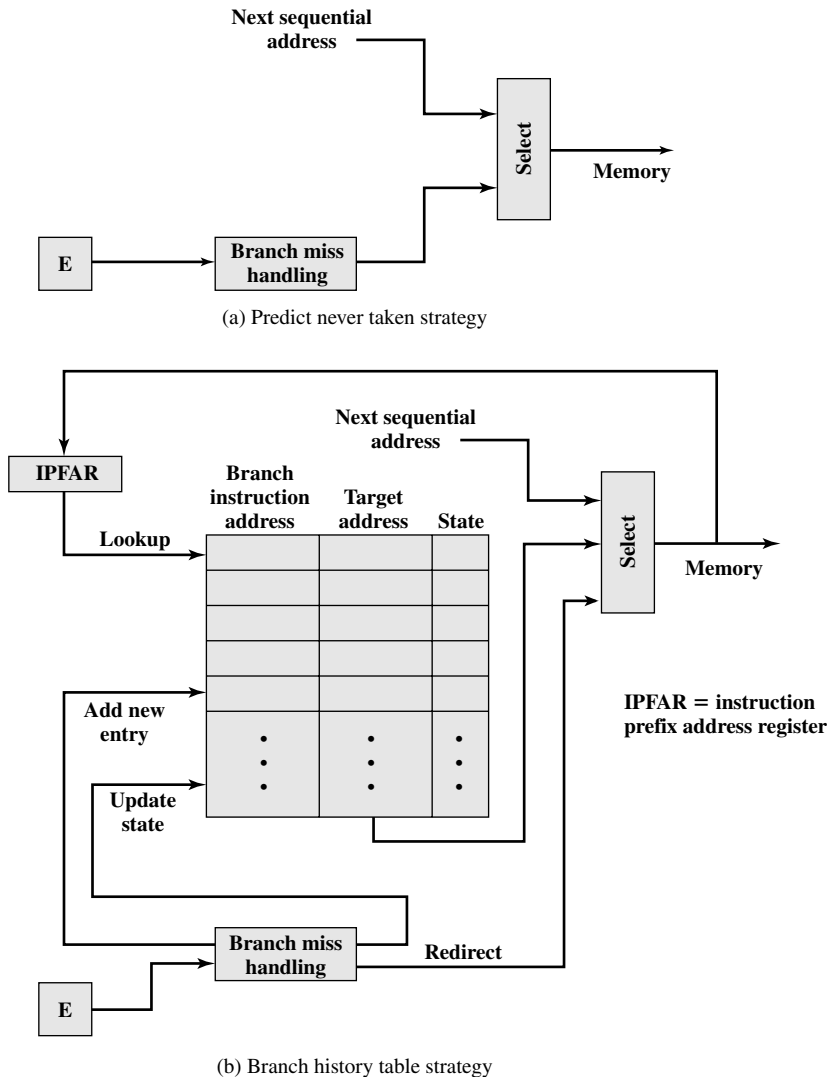 Next sequential
address
Select
Memory
E
Branch miss
handling
(a) Predict never taken strategy
Next sequential
address
IPFAR
Branch
instruction
address
Target
address
State
Lookup
Select
Memory
Add new
entry
IPFAR = instruction
prefix address register
Update
state
Branch miss
handling
Redirect
E
(b) Branch history table strategy